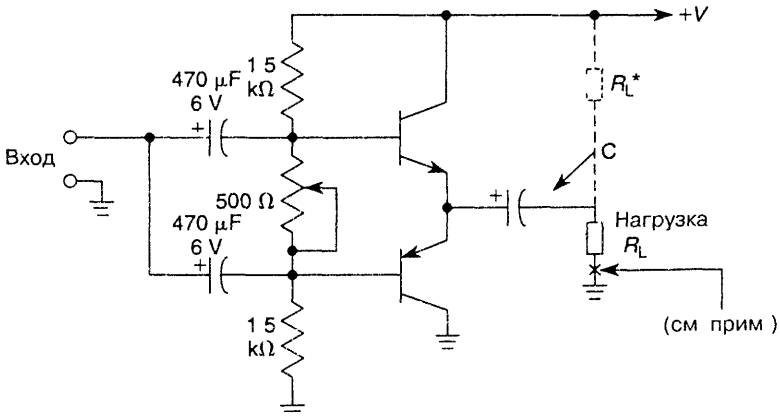 +V
1 5
kΩ
470 μF
6 V
+
R_L*
Вход
C
500 Ω
+
Нагрузка
R_L
470 μF
6 V
+
1 5
kΩ
(см прим )